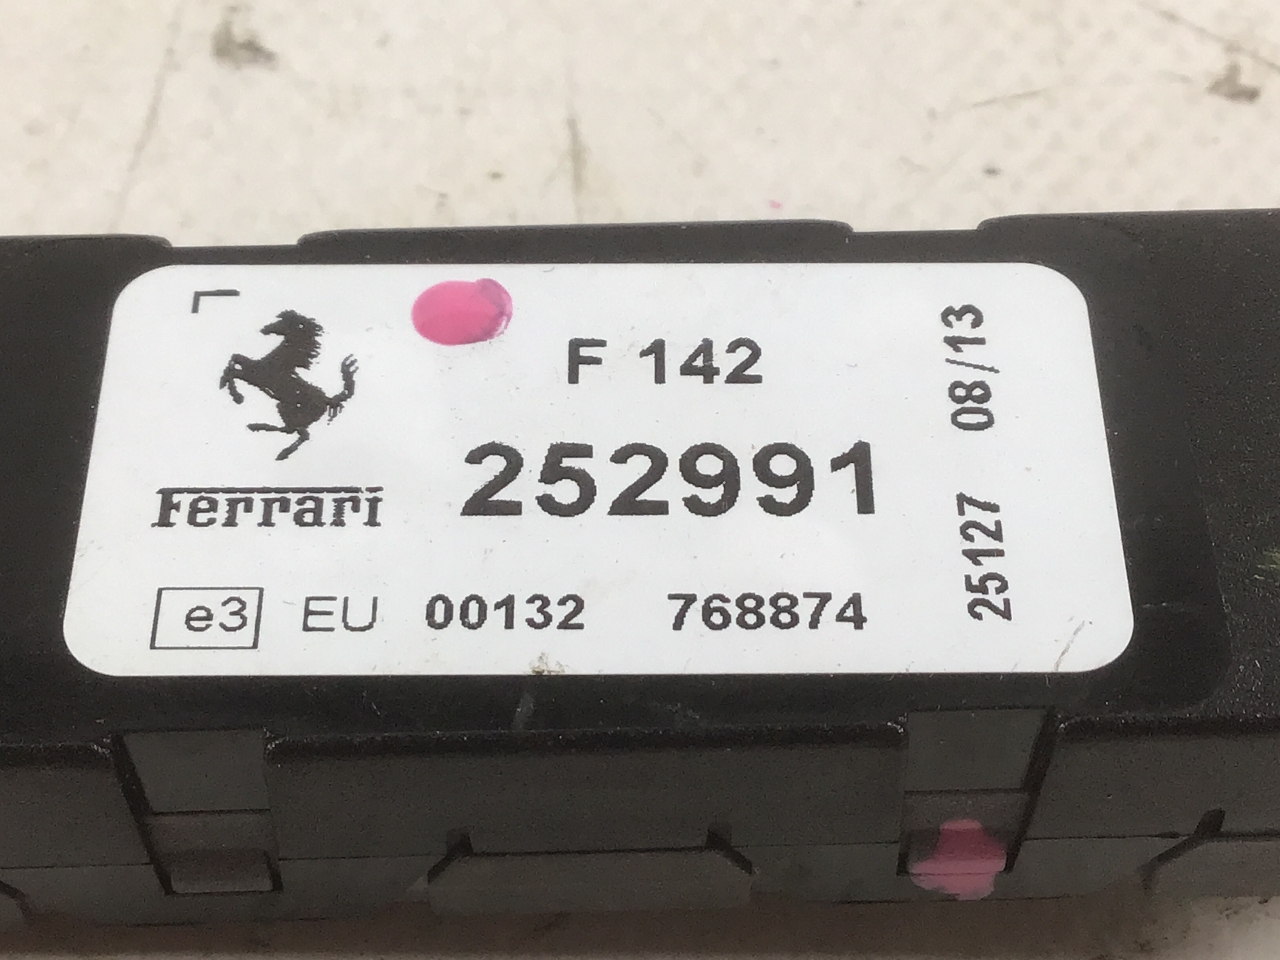 F 142
252991
Ferrari
e3 EU 00132 768874
25127 08/13